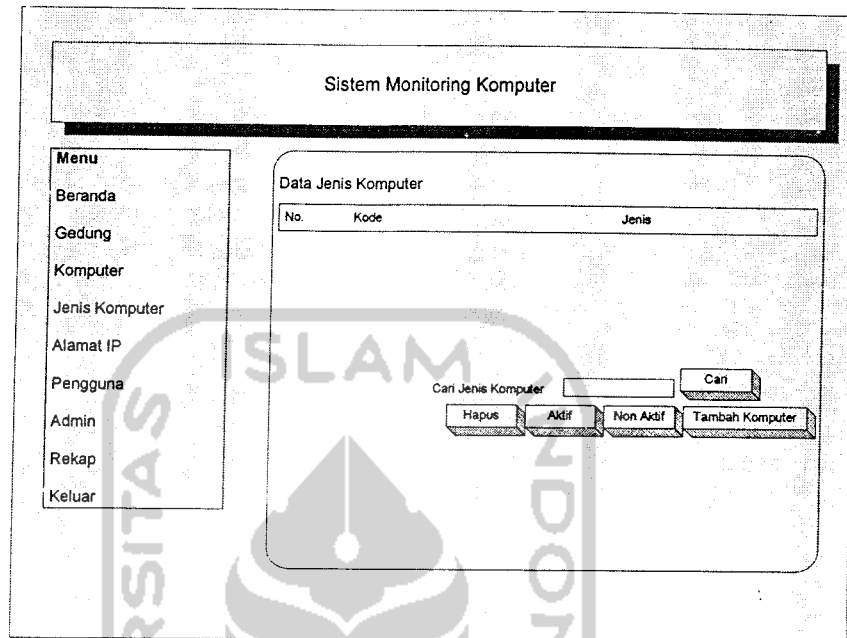 Sistem Monitoring Komputer
Menu
Beranda
Gedung
Komputer
Jenis Komputer
Alamat IP
Pengguna
Admin
Rekap
Keluar
Data Jenis Komputer
No. Kode Jenis
Cari Jenis Komputer Cari
Hapus Aktif Non Aktif Tambah Komputer
ISLAM